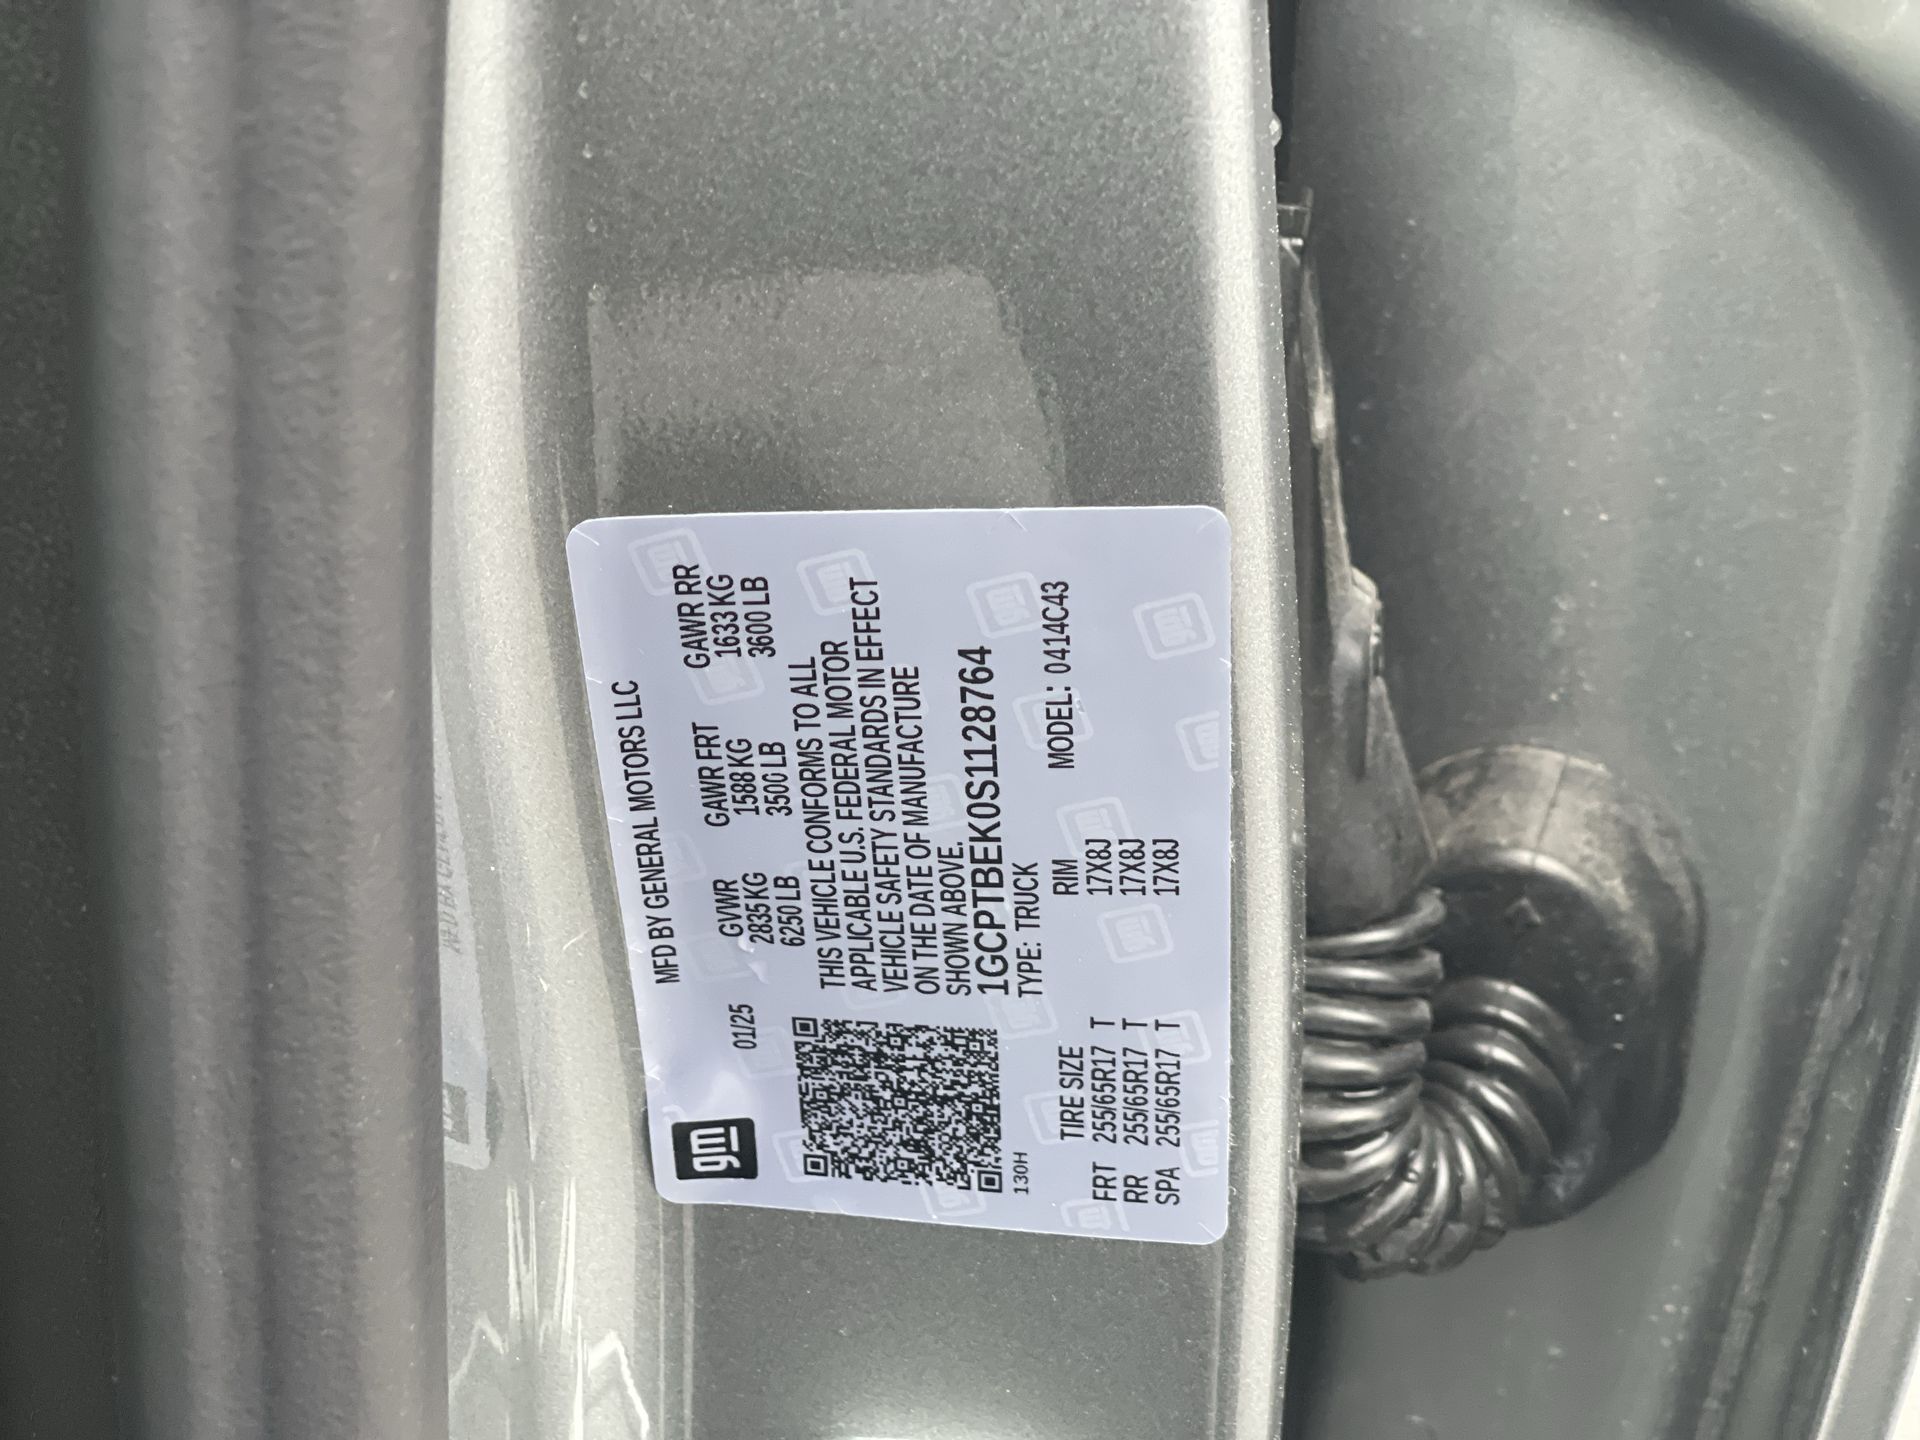 gm
MFD BY GENERAL MOTORS LLC
01/25
GVWR GAWR FRT GAWR RR
2835 KG 1588 KG 1633 KG
6250 LB 3500 LB 3600 LB
THIS VEHICLE CONFORMS TO ALL
APPLICABLE U.S. FEDERAL MOTOR
VEHICLE SAFETY STANDARDS IN EFFECT
ON THE DATE OF MANUFACTURE
SHOWN ABOVE.
1GCPTBEK0S1128764
TYPE: TRUCK
130H
MODEL: 0414C43
TIRE SIZE RIM
FRT 255/65R17 T 17X8J
RR 255/65R17 T 17X8J
SPA 255/65R17 T 17X8J